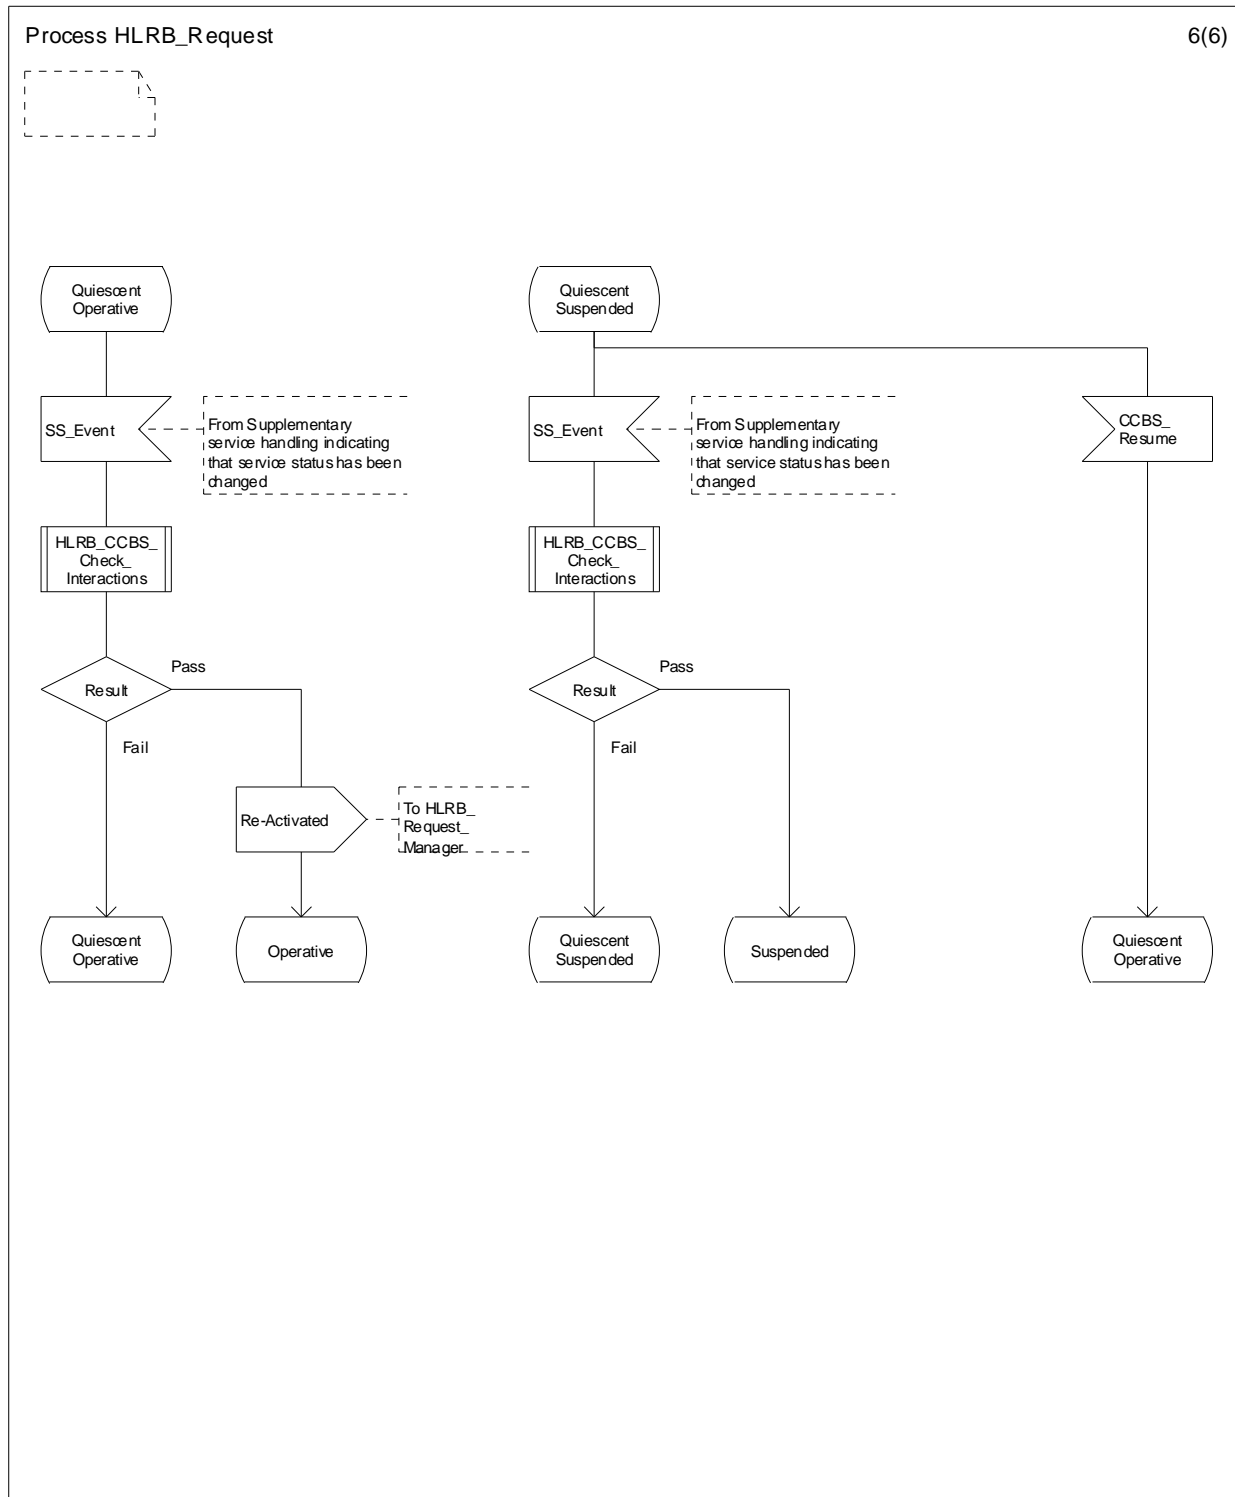 Process HLRB_Request
6(6)
Quiescent
Operative
Quiescent
Suspended
SS_Event
From Supplementary
service handling indicating
that service status has been
changed
SS_Event
From Supplementary
service handling indicating
that service status has been
changed
CCBS_
Resume
HLRB_CCBS_
Check_
Interactions
HLRB_CCBS_
Check_
Interactions
Result
Pass
Fail
Result
Pass
Fail
Re-Activated
To HLRB_
Request_
Manager
Quiescent
Operative
Operative
Quiescent
Suspended
Suspended
Quiescent
Operative